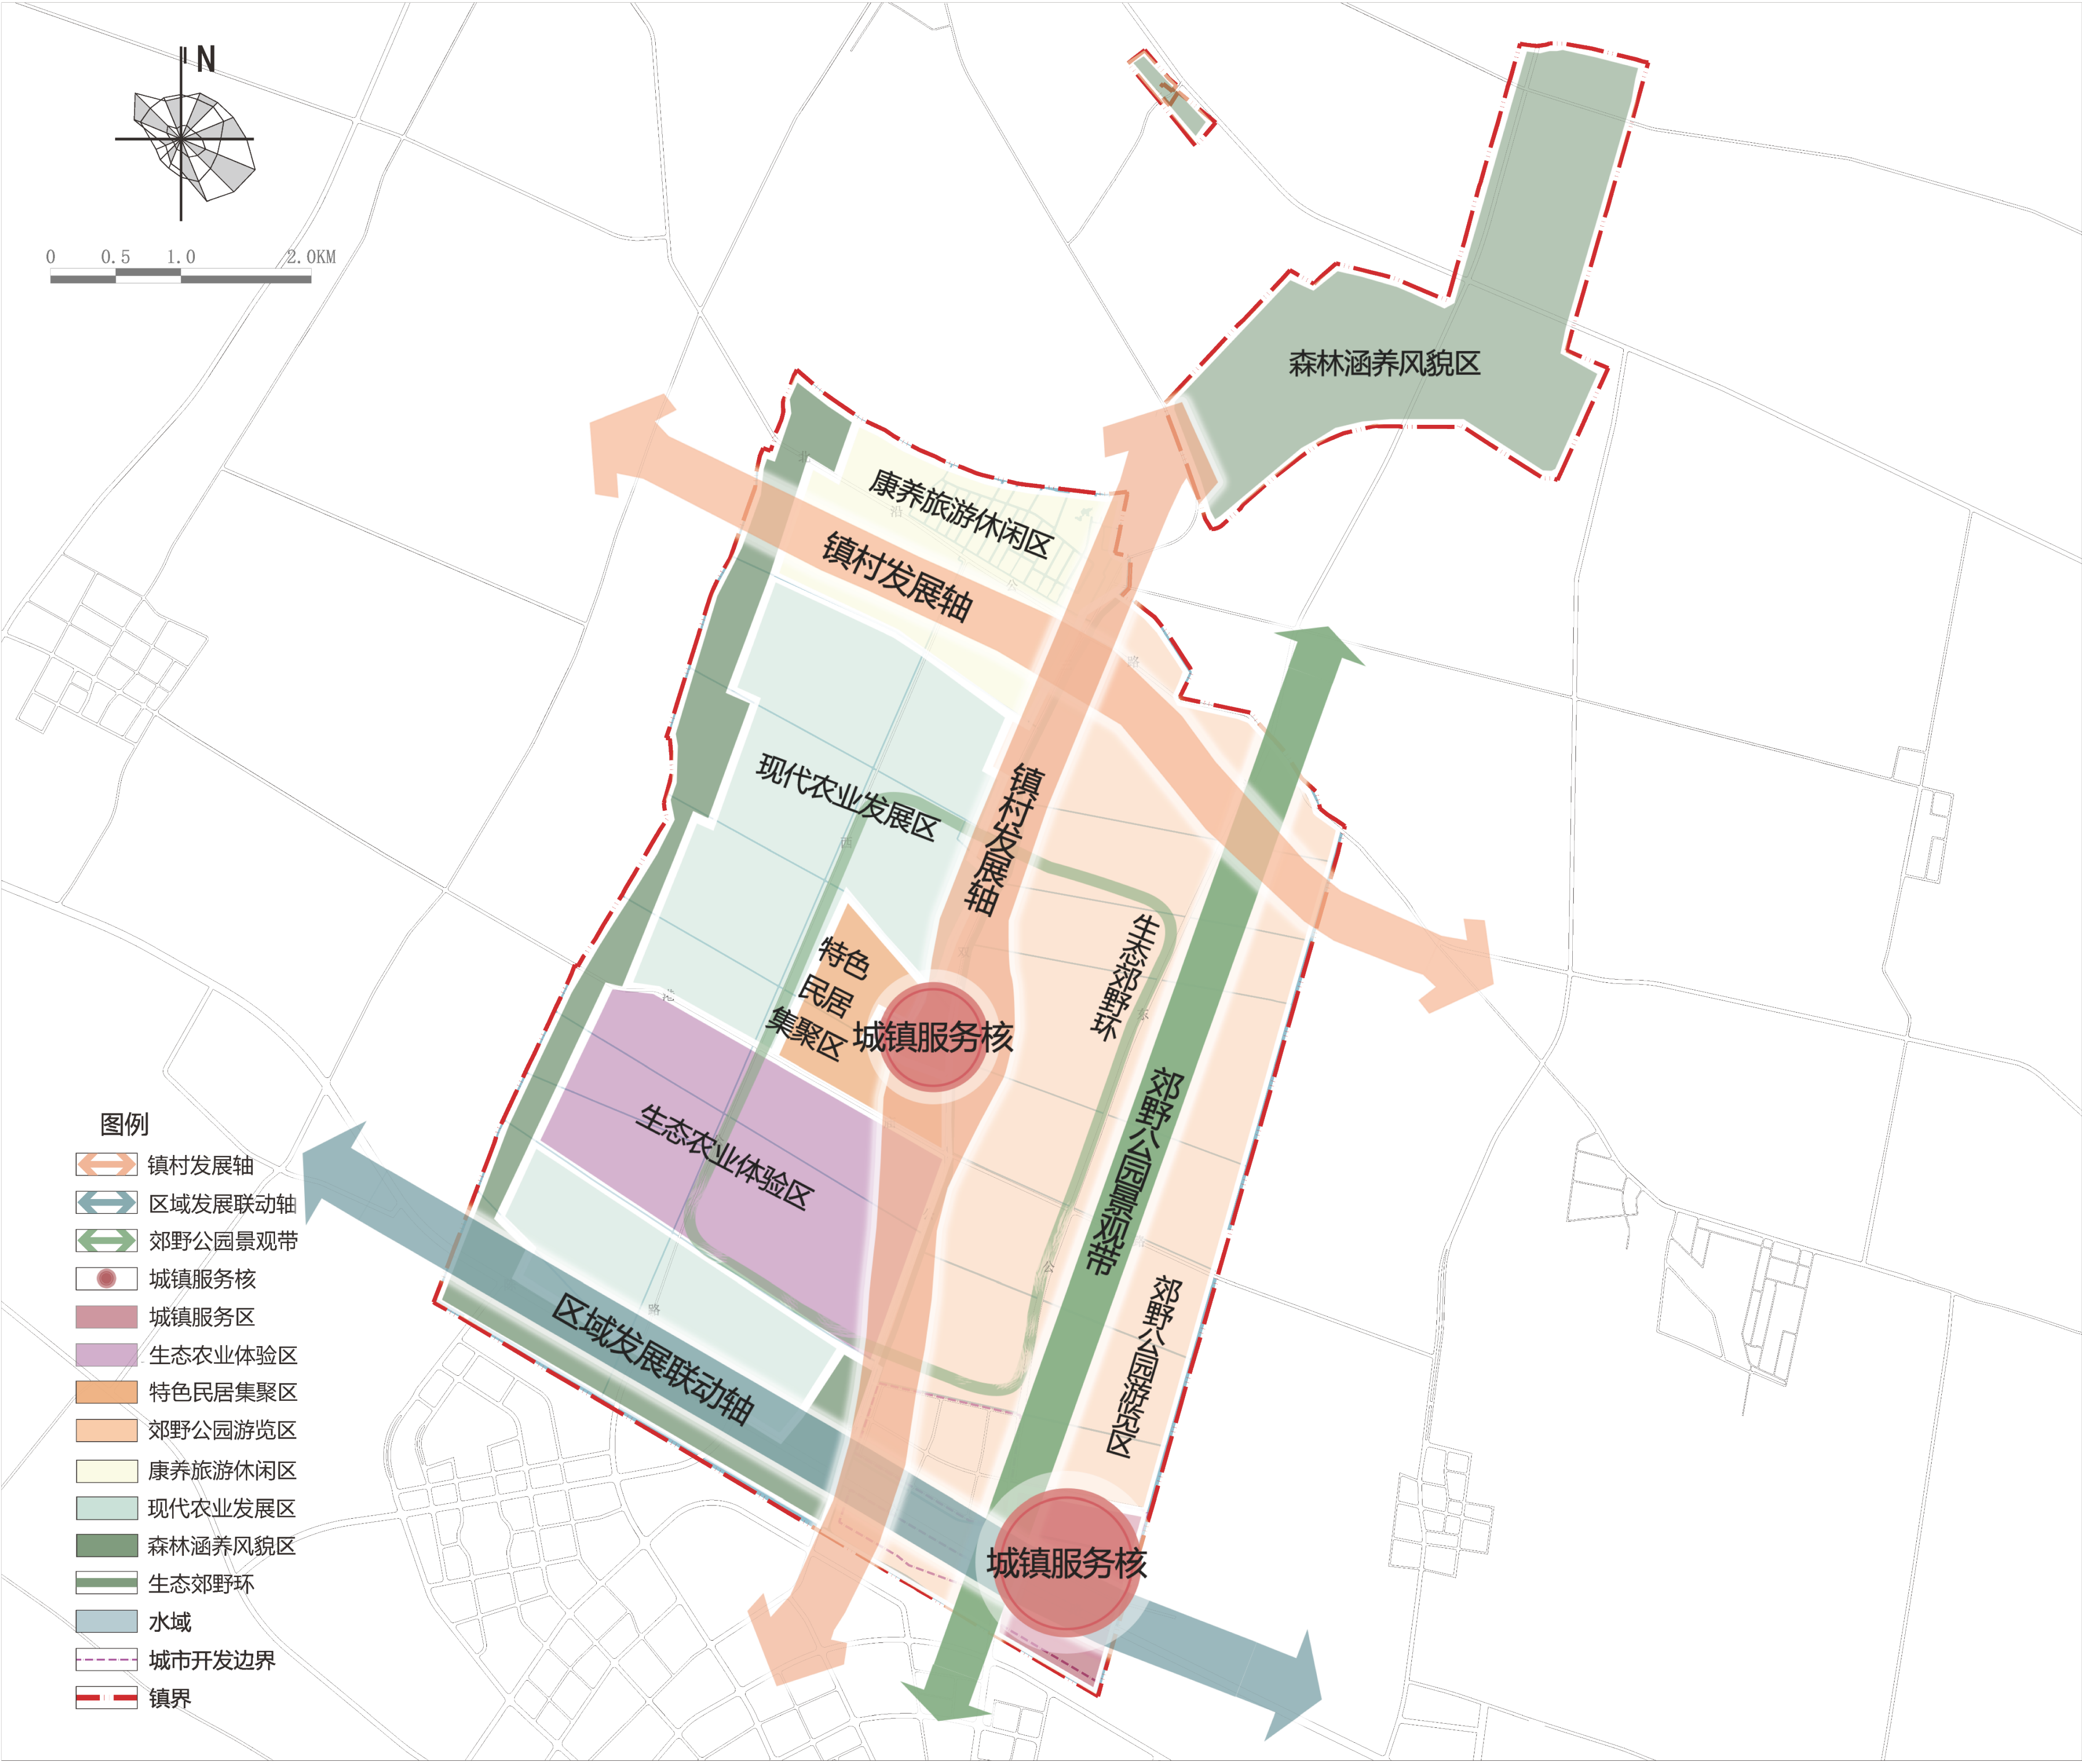 N
0 0.5 1.0 2.0KM
森林涵养风貌区
康养旅游休闲区
镇村发展轴
现代农业发展区
镇村发展轴
生态郊野环
特色
民居
集聚区
城镇服务核
生态农业体验区
郊野公园景观带
郊野公园游览区
区域发展联动轴
城镇服务核
北
沿
公
路
西
路
东
公
图例
镇村发展轴
区域发展联动轴
郊野公园景观带
城镇服务核
城镇服务区
生态农业体验区
特色民居集聚区
郊野公园游览区
康养旅游休闲区
现代农业发展区
森林涵养风貌区
生态郊野环
水域
城市开发边界
镇界